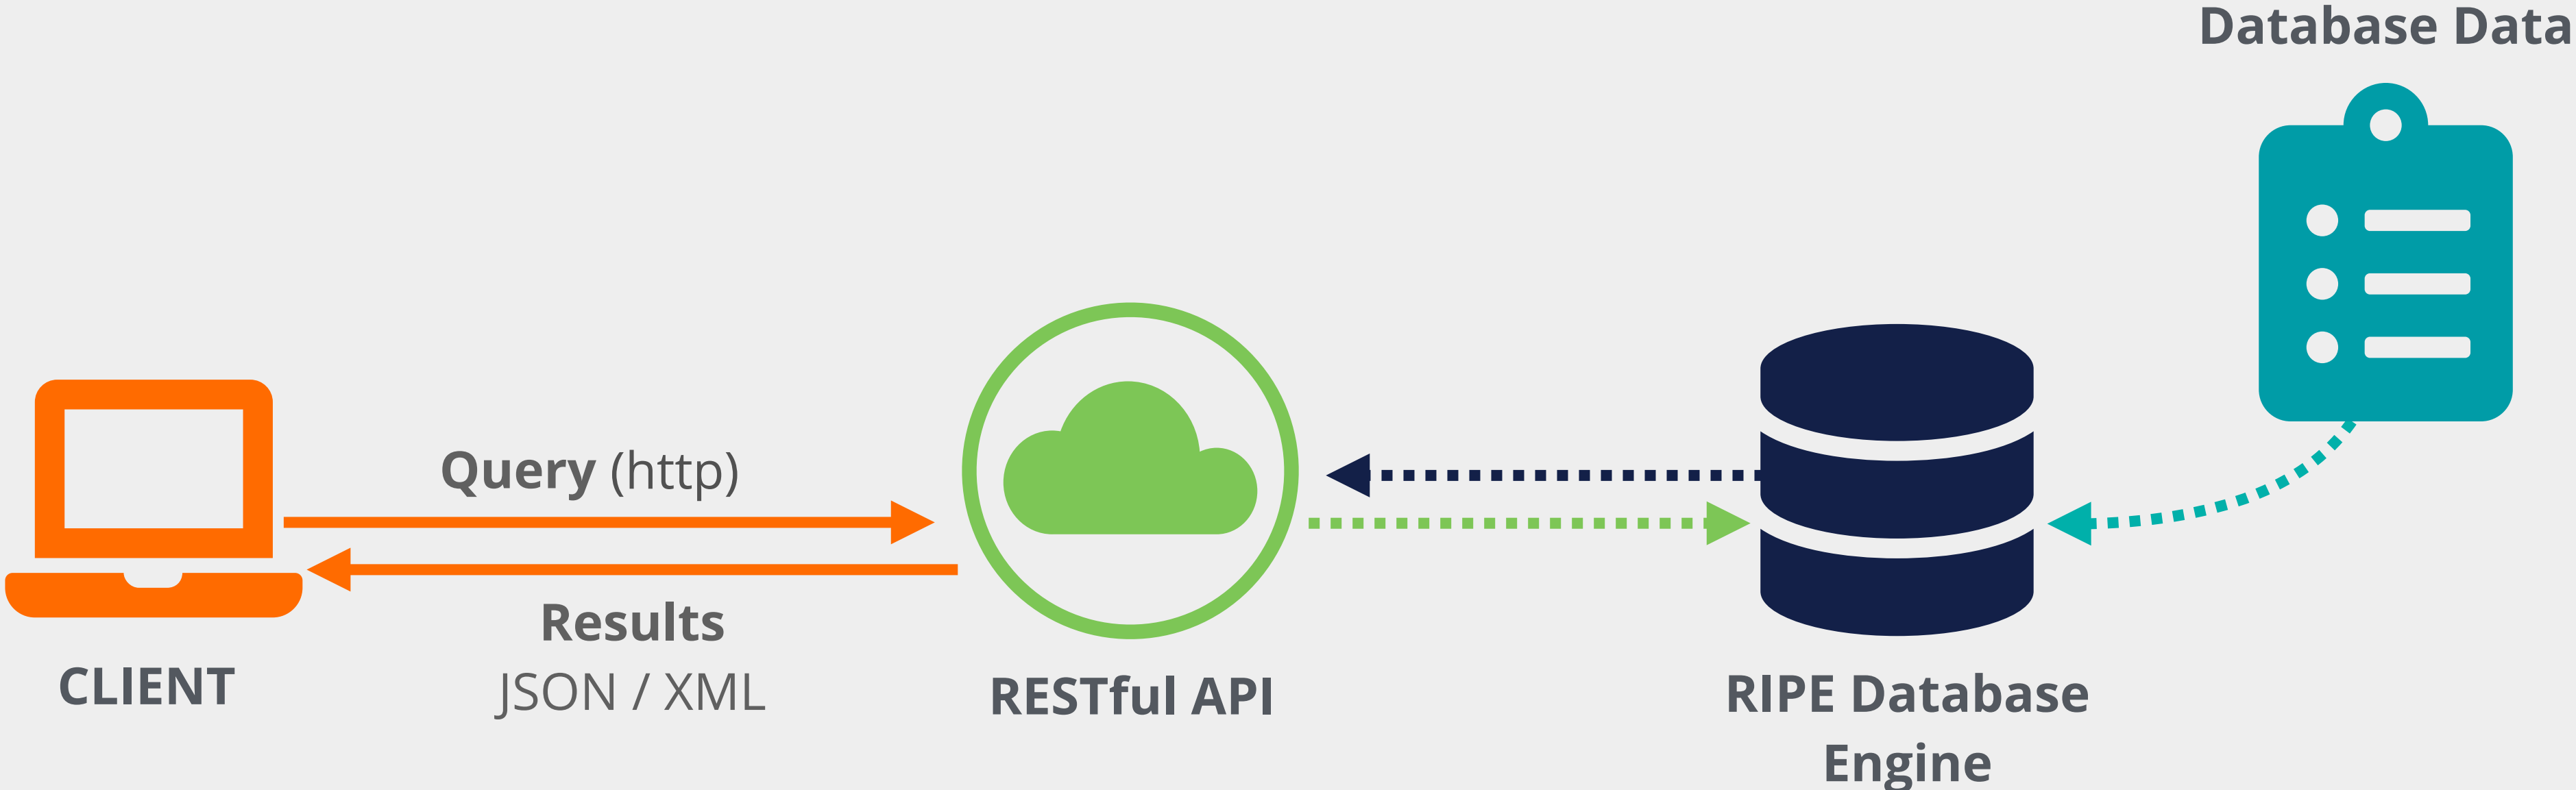 Database Data
Query (http)
Results
JSON / XML
CLIENT
RESTful API
RIPE Database
Engine